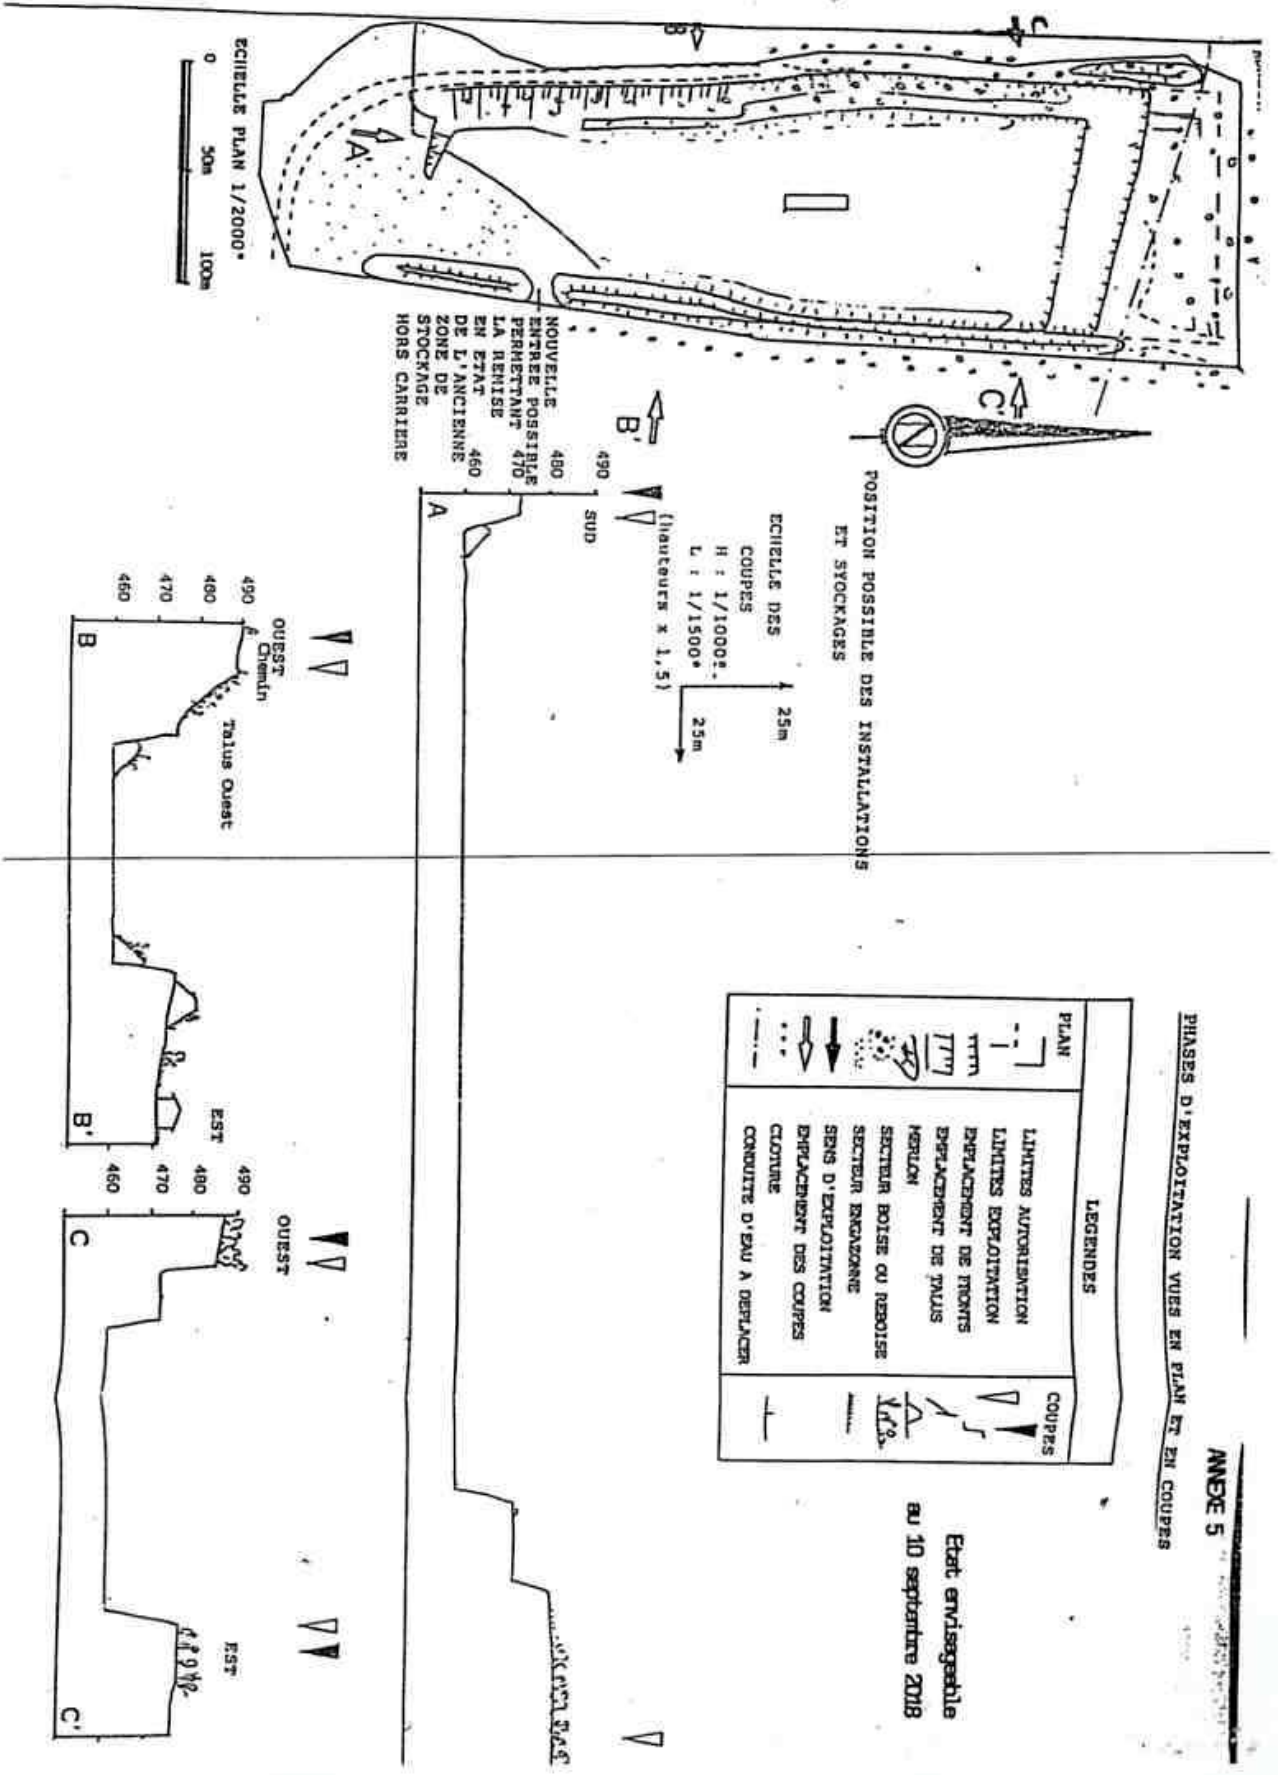 ANNEXE 5
PHASES D'EXPLOITATION VUES EN PLAN ET EN COUPES
Etat envisageable
au 10 septembre 2018
LEGENDES
PLAN
COUPES
LIMITES AUTORISATION
LIMITES EXPLOITATION
EMPLACEMENT DE FRONTS
EMPLACEMENT DE TALUS
MERLON
SECTEUR BOISE OU REBOISE
SECTEUR ENGAZONNE
SENS D'EXPLOITATION
EMPLACEMENT DES COUPES
CLOTURE
CONDUITE D'EAU A DEPLACER
C
B
A
C'
B'
N
POSITION POSSIBLE DES INSTALLATIONS
ET SYOCKAGES
NOUVELLE
ENTREE POSSIBLE
PERMETTANT
LA REMISE
EN ETAT
DE L'ANCIENNE
ZONE DE
STOCKAGE
HORS CARRIERE
ECHELLE PLAN 1/2000°
0 50m 100m
ECHELLE DES
COUPES
H : 1/1000°.
L : 1/1500°
(hauteurs x 1,5)
25m
25m
490
480
470
460
SUD
A
490
480
470
460
OUEST
Chemin
Talus Ouest
EST
B
B'
490
480
470
460
OUEST
EST
C
C'